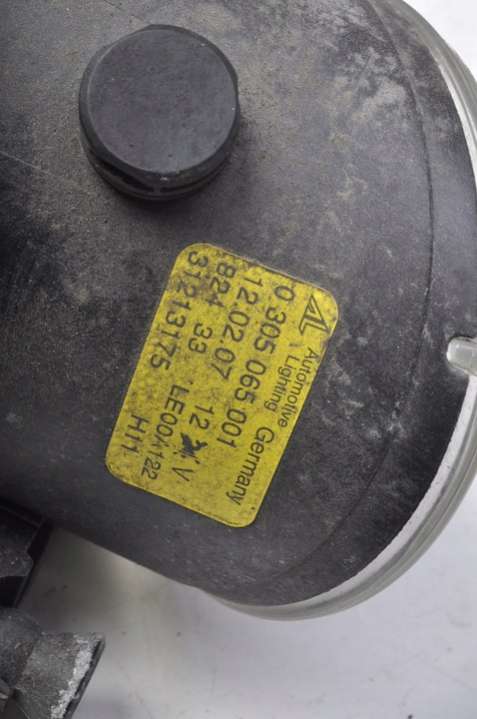 AL Automotive Lighting Germany
0 305 065 001
12.02.07 12 V
824 33 LE00A122
31213175 H11